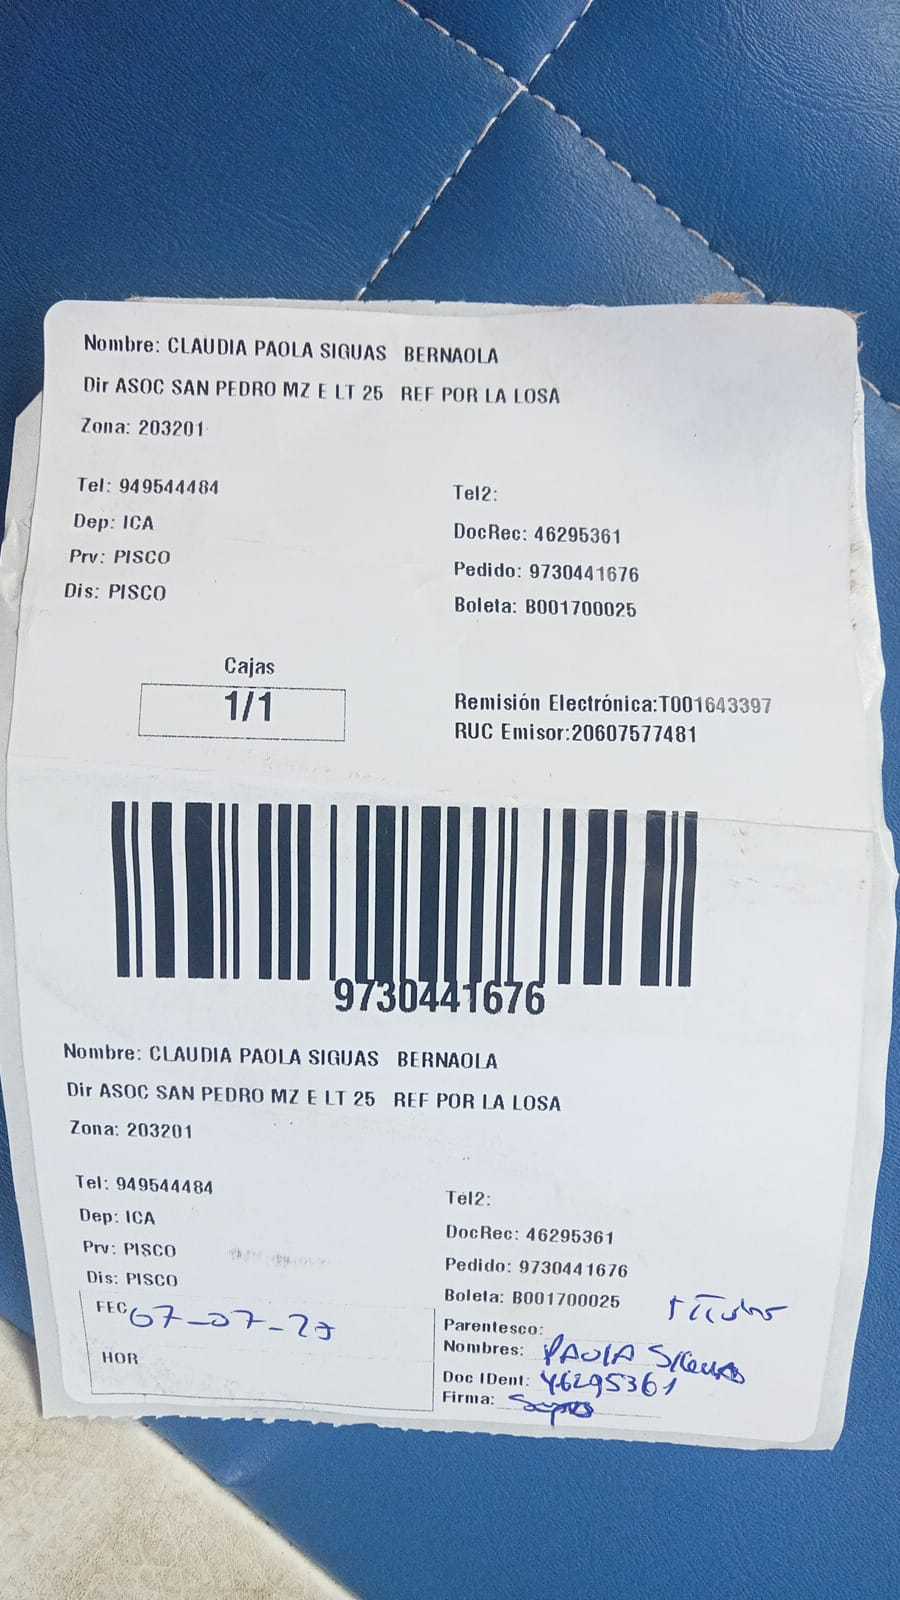 Nombre: CLAUDIA PAOLA SIGUAS BERNAOLA
Dir ASOC SAN PEDRO MZ E LT 25 REF POR LA LOSA
Zona: 203201
Tel: 949544484
Tel2:
Dep: ICA
DocRec: 46295361
Prv: PISCO
Pedido: 9730441676
Dis: PISCO
Boleta: B001700025
Cajas
1/1
Remisión Electrónica:T001643397
RUC Emisor:20607577481
9730441676
Nombre: CLAUDIA PAOLA SIGUAS BERNAOLA
Dir ASOC SAN PEDRO MZ E LT 25 REF POR LA LOSA
Zona: 203201
Tel: 949544484
Tel2:
Dep: ICA
DocRec: 46295361
Prv: PISCO
Pedido: 9730441676
Dis: PISCO
Boleta: B001700025
FEC
HOR
Parentesco: Titular
Nombres: PAOLA SIGUAS
Doc IDent: 46295361
Firma: